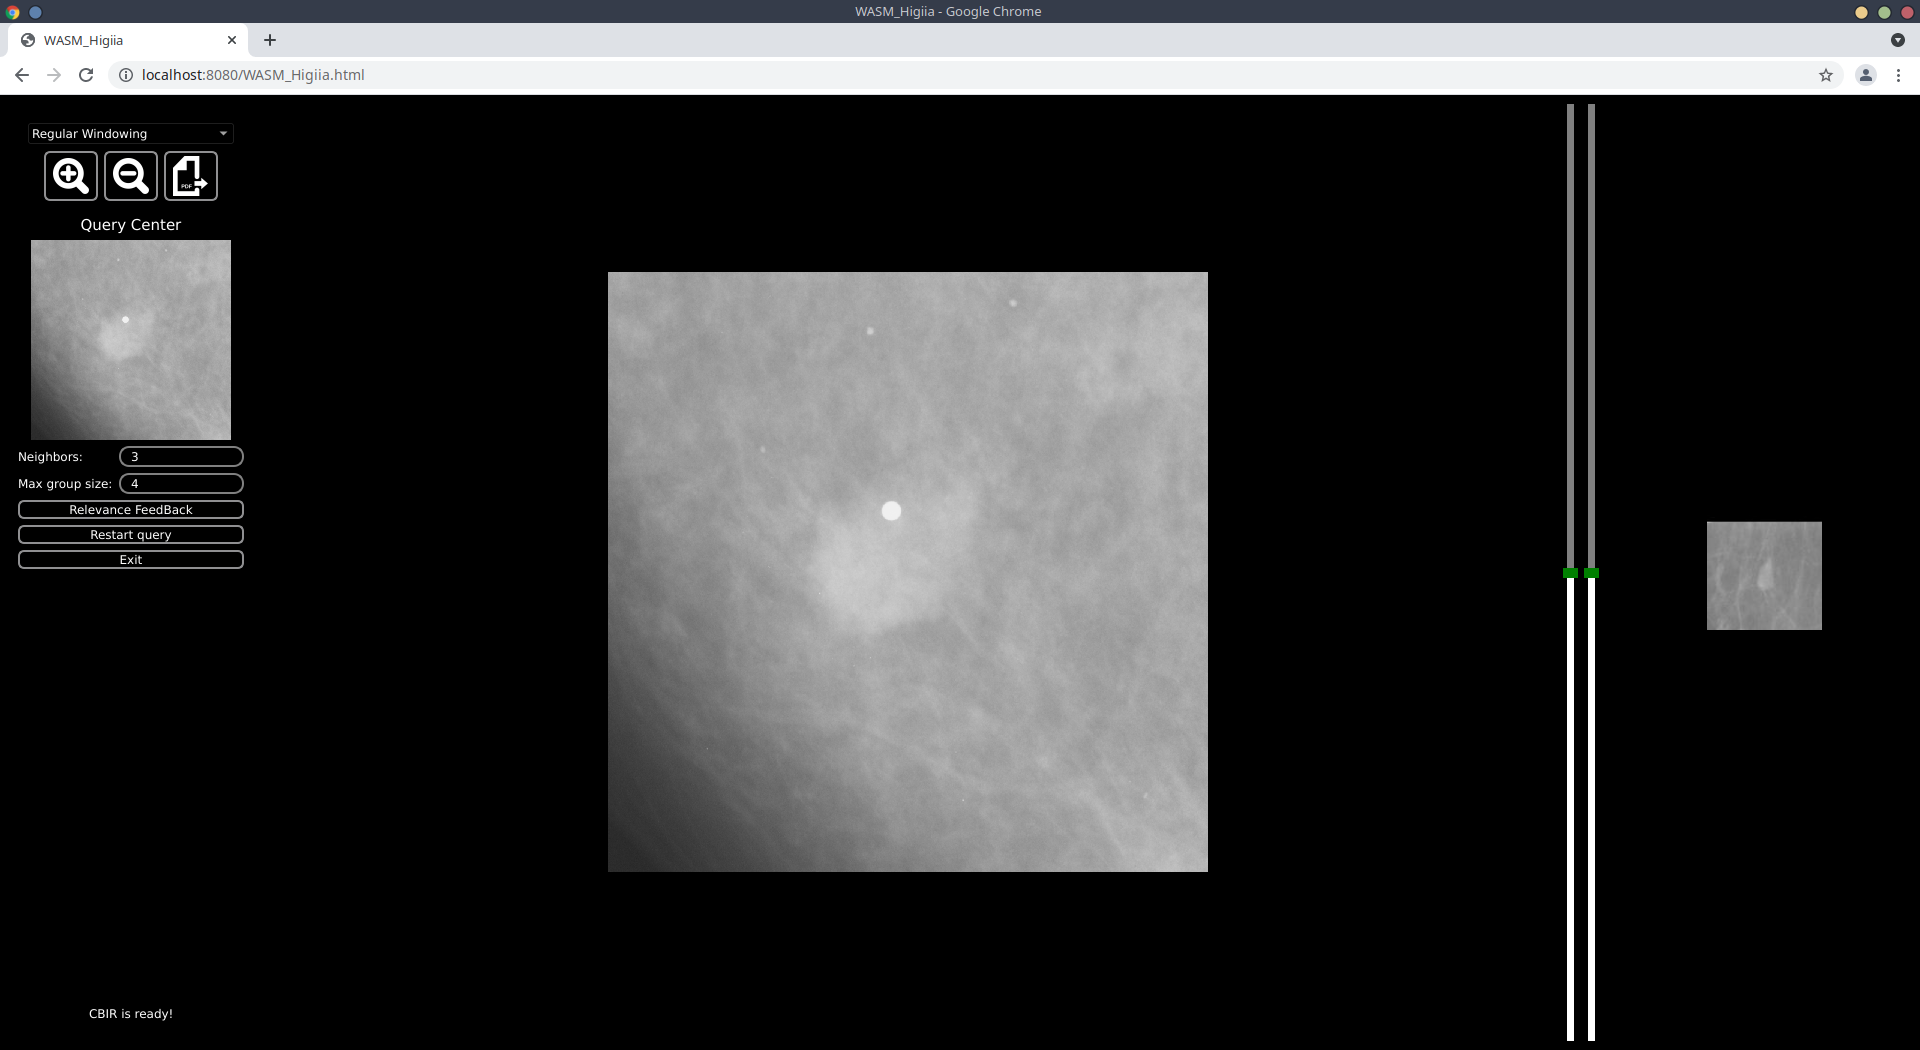 WASM_Higiia - Google Chrome
WASM_Higiia
localhost:8080/WASM_Higiia.html
Regular Windowing
PDF
Query Center
Neighbors: 3
Max group size: 4
Relevance FeedBack
Restart query
Exit
CBIR is ready!